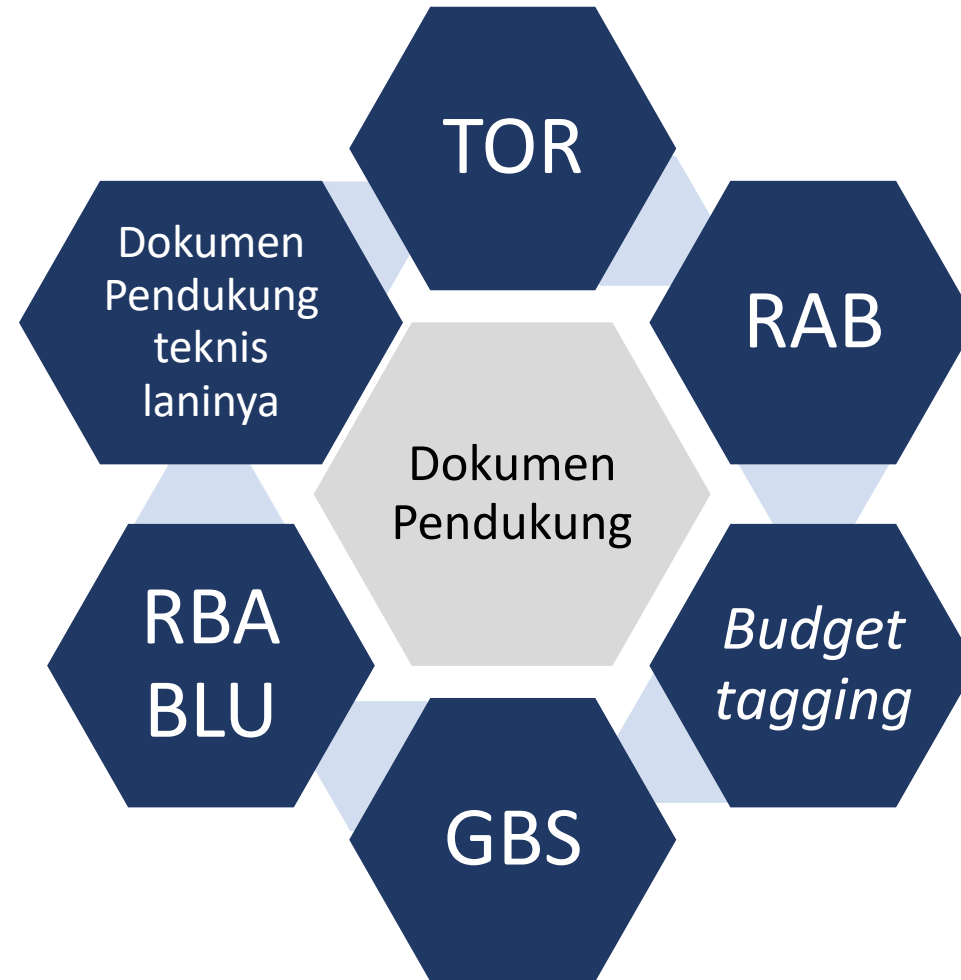 TOR
RAB
Budget
tagging
GBS
RBA
BLU
Dokumen
Pendukung
teknis
laninya
Dokumen
Pendukung